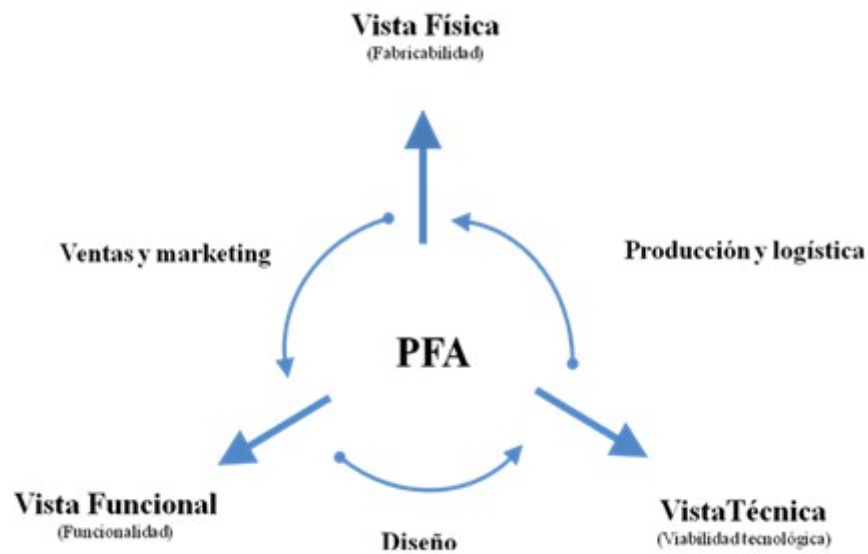 Vista Física
(Fabricabilidad)
Ventas y marketing
Producción y logística
PFA
Vista Funcional
(Funcionalidad)
VistaTécnica
(Viabilidad tecnológica)
Diseño